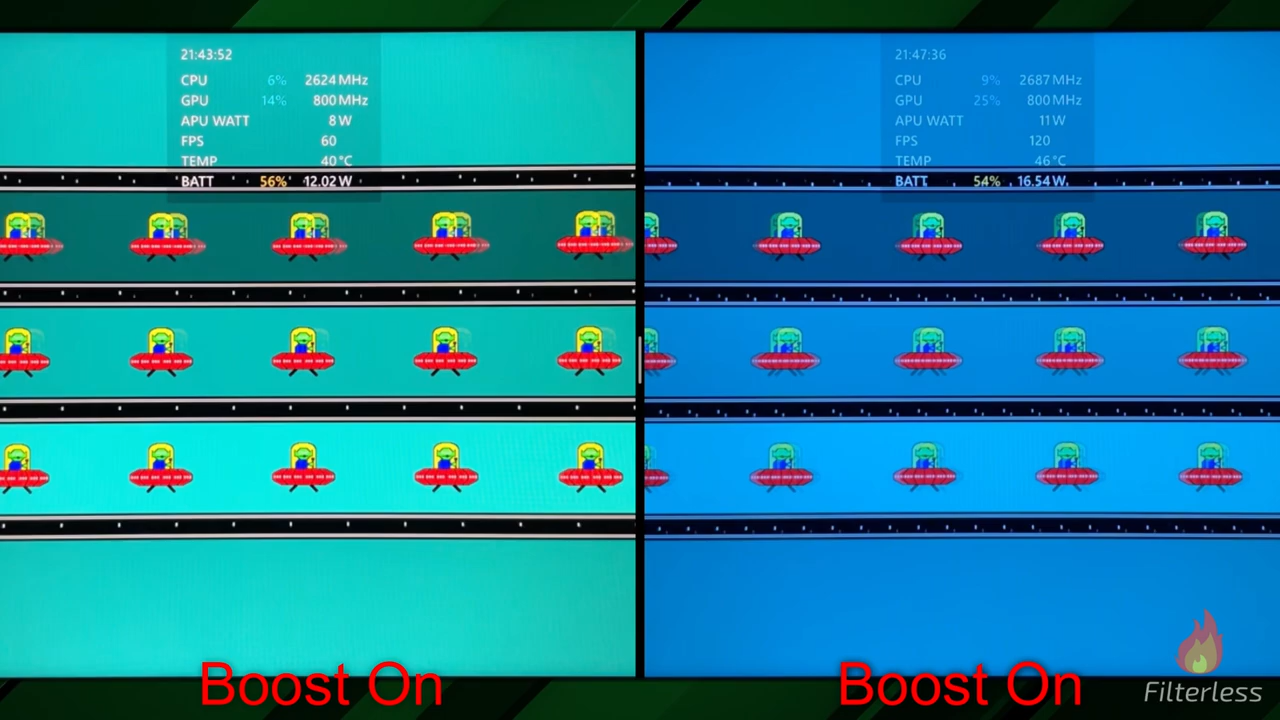 21:43:52
CPU 6% 2624 MHz
GPU 14% 800 MHz
APU WATT 8 W
FPS 60
TEMP 40 °C
BATT 56% 12.02 W
21:47:36
CPU 9% 2687 MHz
GPU 25% 800 MHz
APU WATT 11 W
FPS 120
TEMP 46 °C
BATT 54% 16.54 W
Boost On
Boost On
Filterless